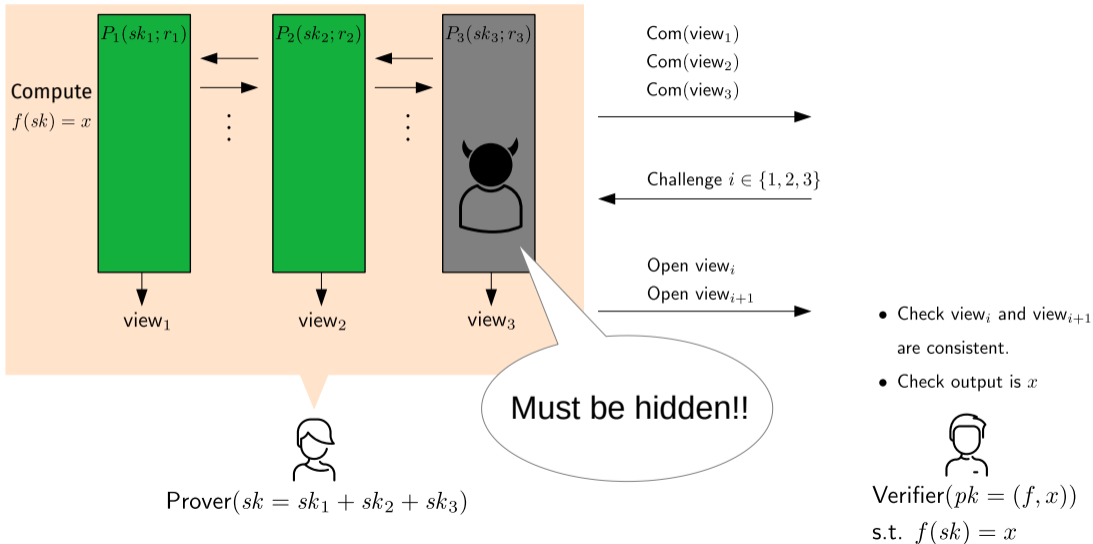 P₁(sk₁; r₁)
P₂(sk₂; r₂)
P₃(sk₃; r₃)
Compute
f(sk) = x
⋮
⋮
view₁
view₂
view₃
Must be hidden!!
Prover(sk = sk₁ + sk₂ + sk₃)
Com(view₁)
Com(view₂)
Com(view₃)
Challenge i ∈ {1, 2, 3}
Open viewᵢ
Open viewᵢ₊₁
• Check viewᵢ and viewᵢ₊₁
are consistent.
• Check output is x
Verifier(pk = (f, x))
s.t. f(sk) = x